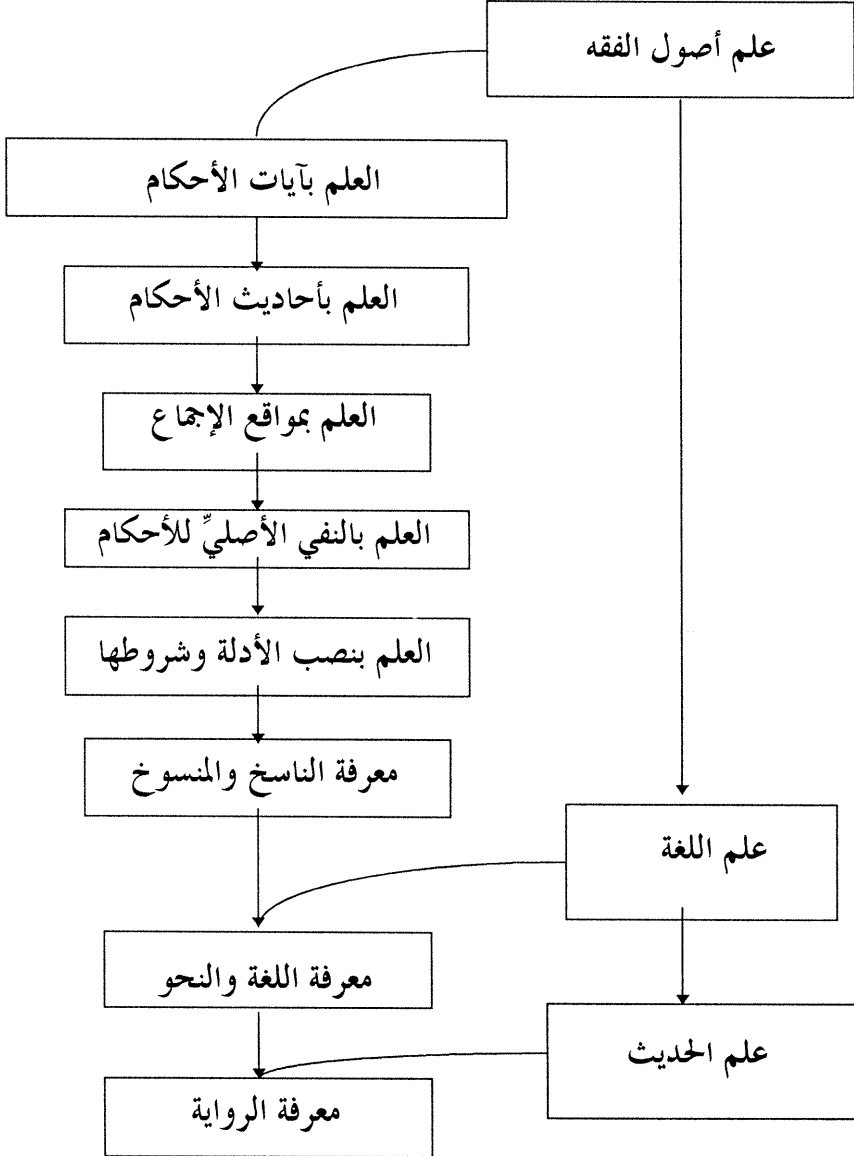 علم أصول الفقه
العلم بآيات الأحكام
العلم بأحاديث الأحكام
العلم بمواقع الإجماع
العلم بالنفي الأصليِّ للأحكام
العلم بنصب الأدلة وشروطها
معرفة الناسخ والمنسوخ
علم اللغة
معرفة اللغة والنحو
علم الحديث
معرفة الرواية